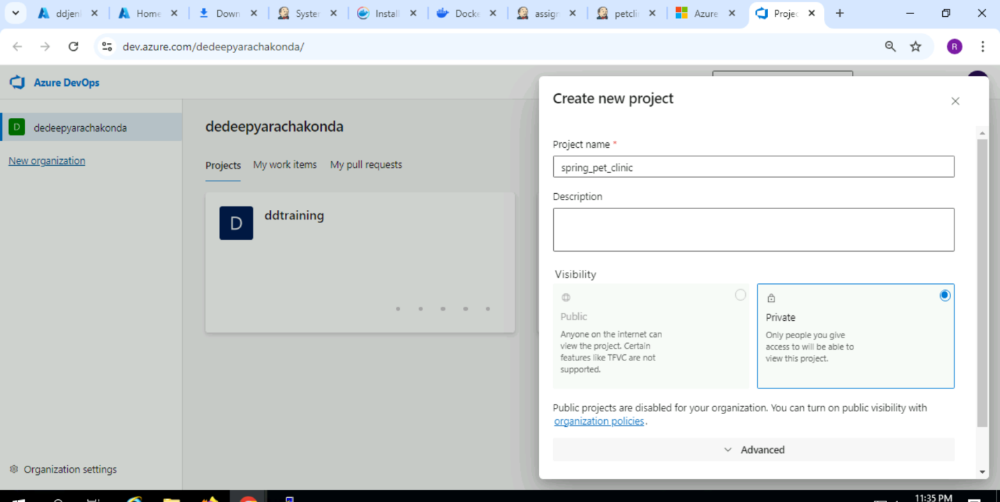 ddjen
Home
Down
Syster
Install
Docke
assigr
petcli
Azure
Projec
dev.azure.com/dedeepyarachakonda/
R
Azure DevOps
D
dedeepyarachakonda
New organization
dedeepyarachakonda
Projects
My work items
My pull requests
D
ddtraining
Organization settings
Create new project
Project name *
spring_pet_clinic
Description
Visibility
Public
Anyone on the internet can
view the project. Certain
features like TFVC are not
supported.
Private
Only people you give
access to will be able to
view this project.
Public projects are disabled for your organization. You can turn on public visibility with
organization policies.
Advanced
11:35 PM